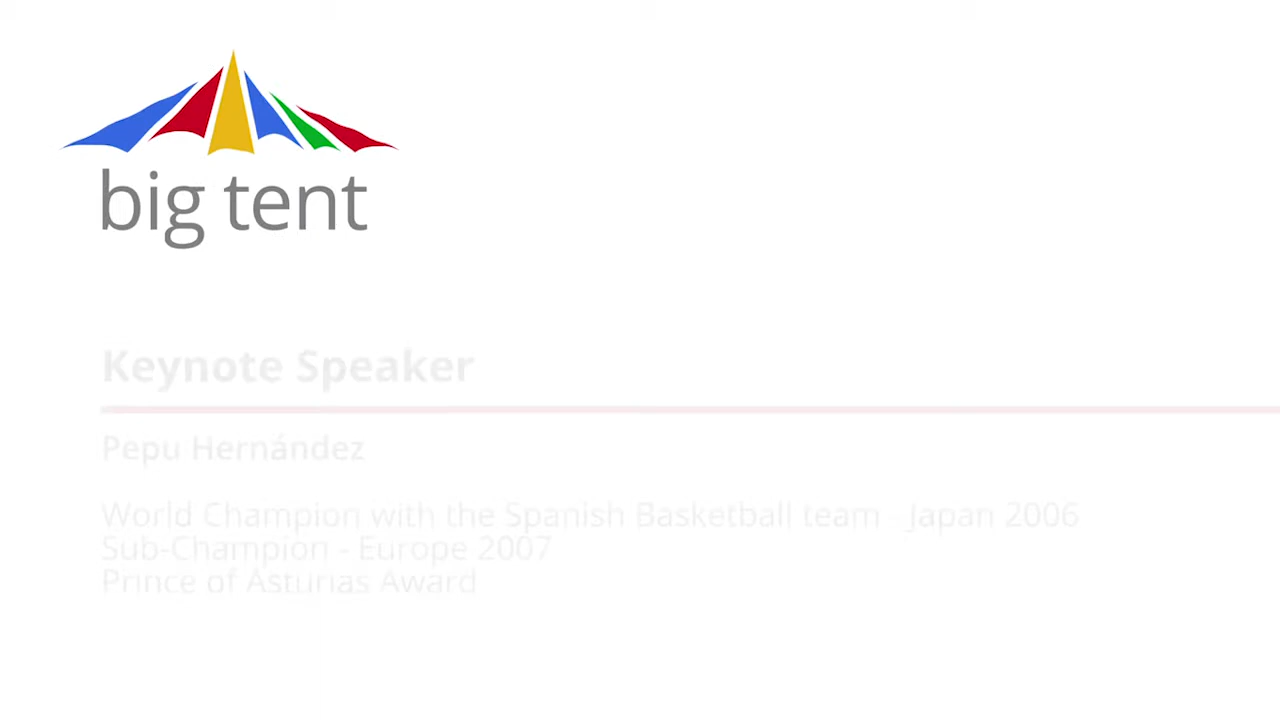 big tent
Keynote Speaker
Pepu Hernández
World Champion with the Spanish Basketball team - Japan 2006
Sub-Champion - Europe 2007
Prince of Asturias Award